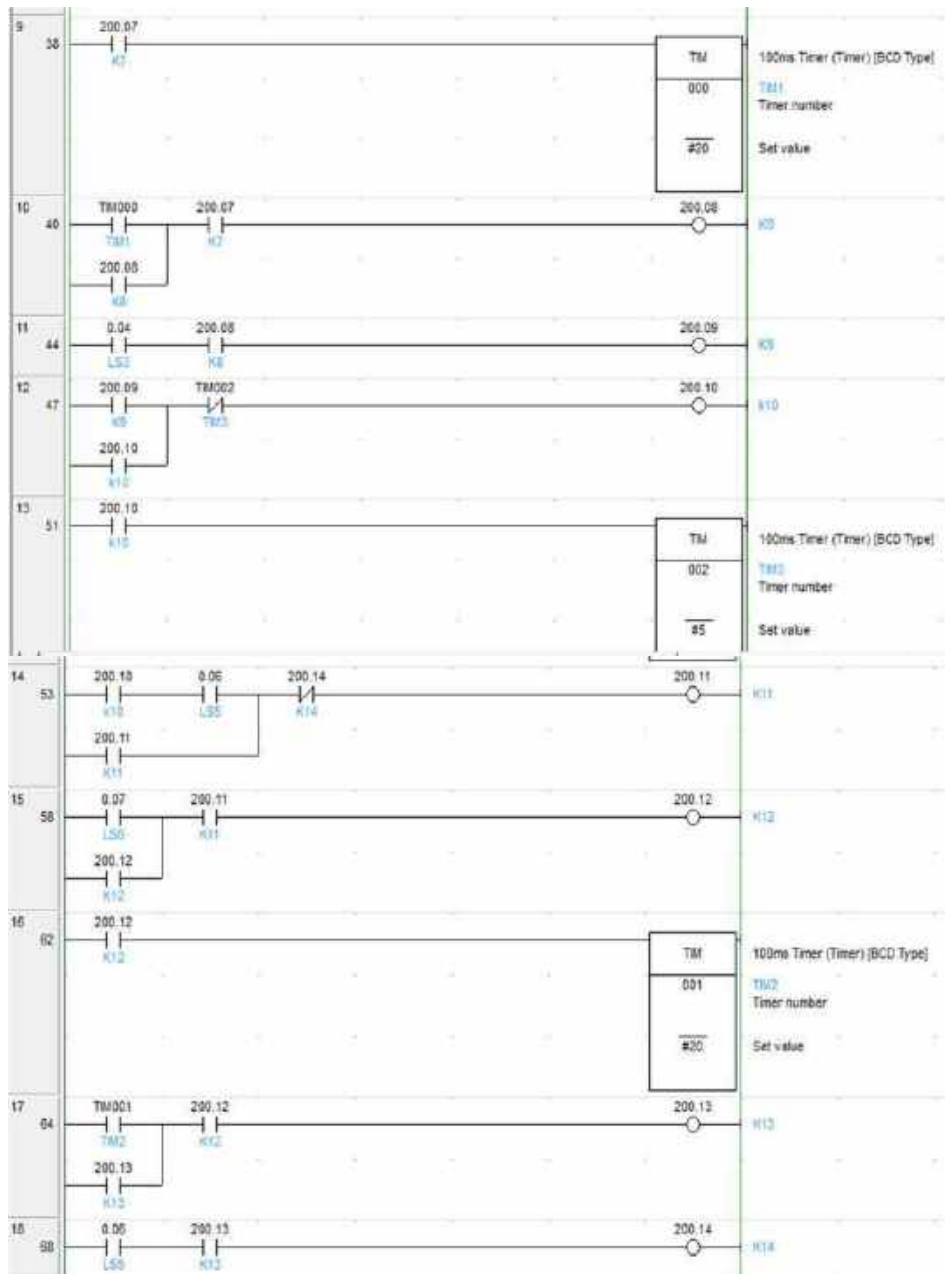 9
200.07
38
K7
TIM
100ms Timer (Timer) [BCD Type]
000
TIM1
Timer number
#20
Set value
10
TIM000 200.07 200.08
40
TIM1 K7
200.08
K8
11
0.04 200.08 200.09
44
LS3 K8 K9
12
200.09 TIM002 200.10
47
k10
K9 TIM3
200.10
k10
13
200.10
51
k10
TIM
100ms Timer (Timer) [BCD Type]
002
TIM3
Timer number
#5
Set value
14
200.10 0.06 200.14 200.11
53
K11
k10 LS5 K14
200.11
K11
15
0.07 200.11 200.12
58
K12
LS6 K11
200.12
K12
16
200.12
62
K12
TIM
100ms Timer (Timer) [BCD Type]
001
TIM2
Timer number
#20
Set value
17
TIM001 200.12 200.13
64
K13
TIM2 K12
200.13
K13
200.13 200.14
68
K13 K14